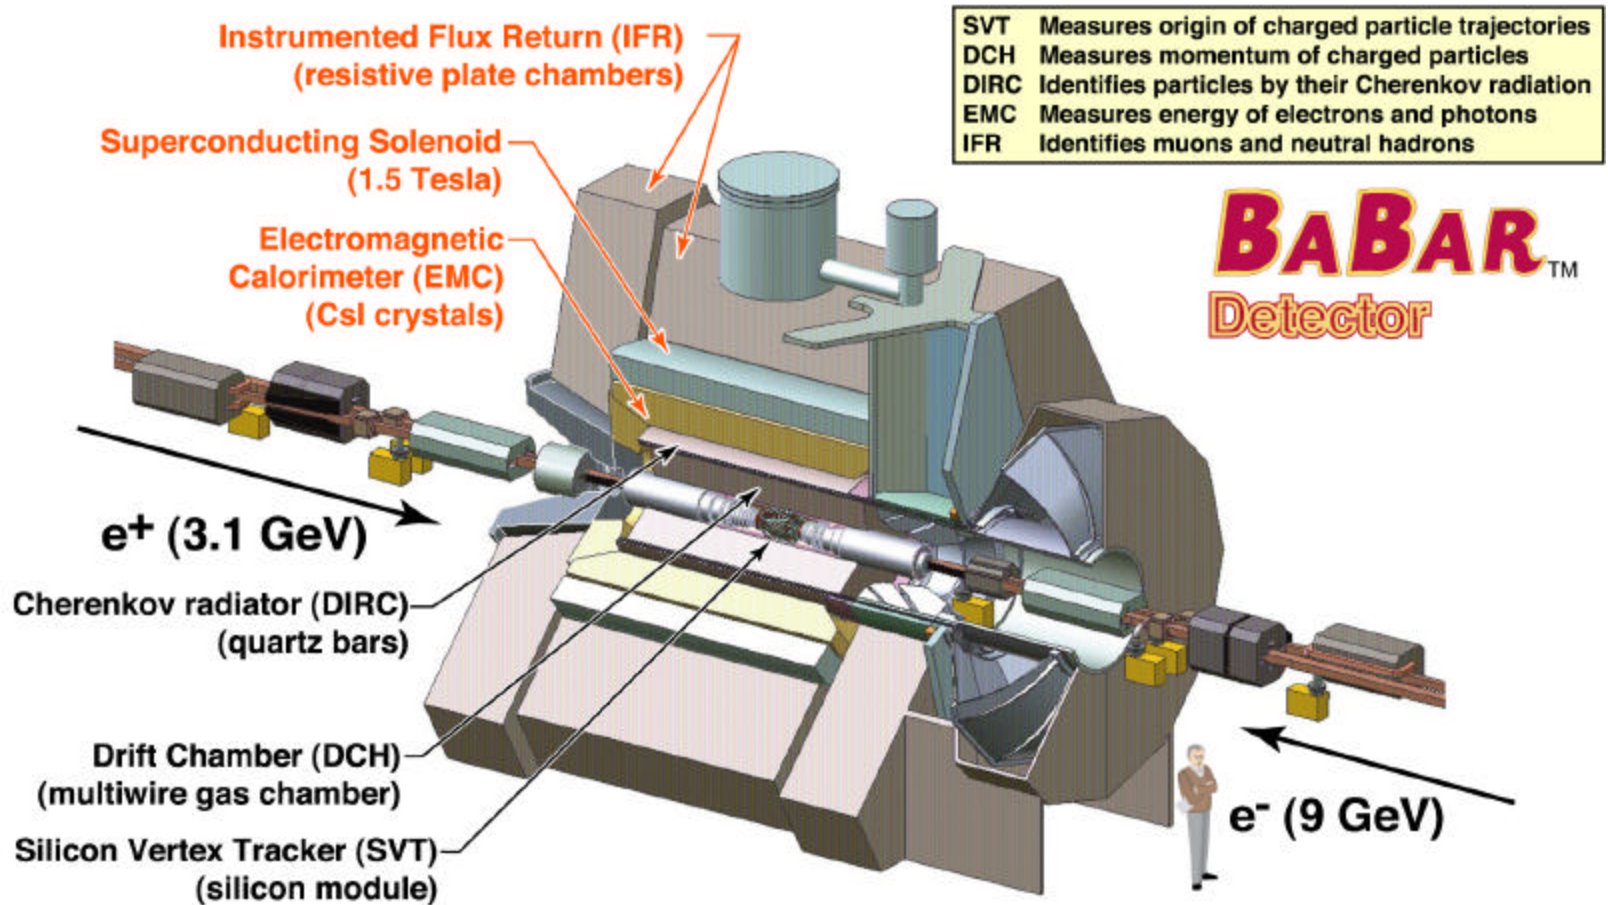 Instrumented Flux Return (IFR)
(resistive plate chambers)
Superconducting Solenoid
(1.5 Tesla)
Electromagnetic
Calorimeter (EMC)
(CsI crystals)
SVT Measures origin of charged particle trajectories
DCH Measures momentum of charged particles
DIRC Identifies particles by their Cherenkov radiation
EMC Measures energy of electrons and photons
IFR Identifies muons and neutral hadrons
BABAR TM
Detector
e+ (3.1 GeV)
Cherenkov radiator (DIRC)
(quartz bars)
Drift Chamber (DCH)
(multiwire gas chamber)
Silicon Vertex Tracker (SVT)
(silicon module)
e- (9 GeV)